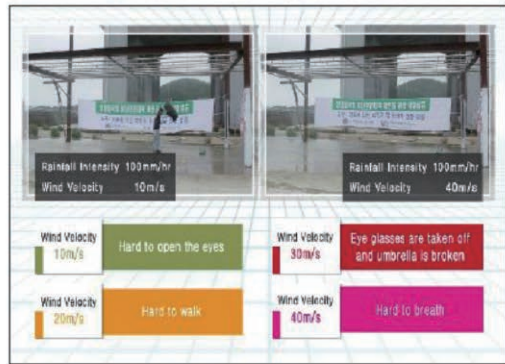 Rainfall Intensity 100mm/hr
Wind Velocity 10m/s
Rainfall Intensity 100mm/hr
Wind Velocity 40m/s
Wind Velocity
10m/s
Hard to open the eyes
Wind Velocity
30m/s
Eye glasses are taken off
and umbrella is broken
Wind Velocity
20m/s
Hard to walk
Wind Velocity
40m/s
Hard to breath